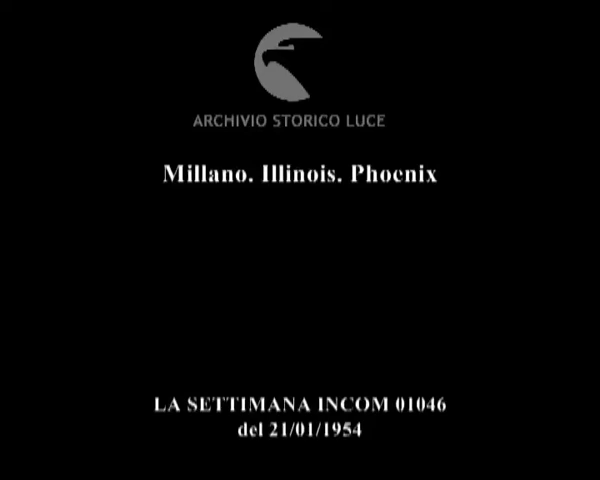 ARCHIVIO STORICO LUCE
Millano. Illinois. Phoenix
LA SETTIMANA INCOM 01046
del 21/01/1954